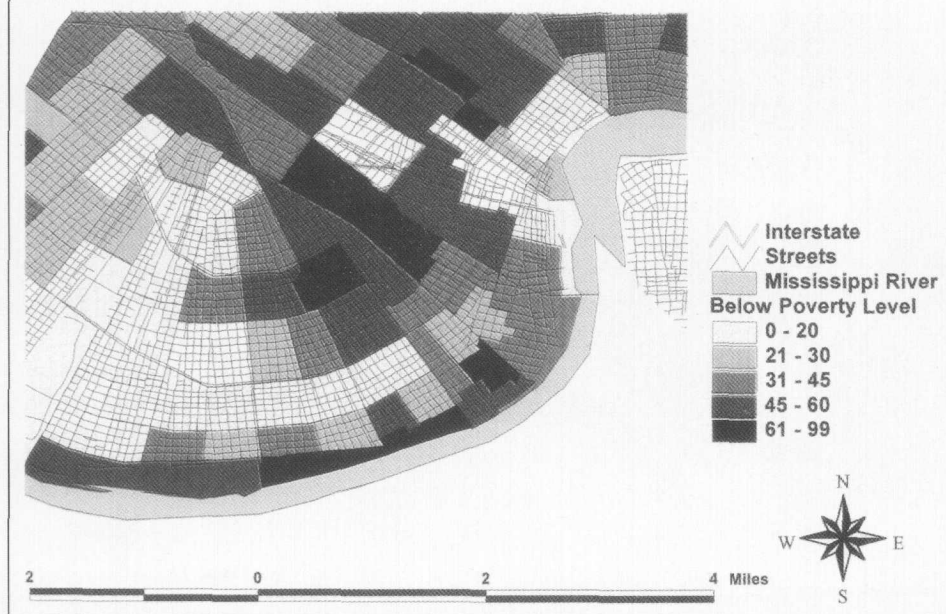 Interstate
Streets
Mississippi River
Below Poverty Level
0 - 20
21 - 30
31 - 45
45 - 60
61 - 99
N
W E
S
2 0 2 4 Miles